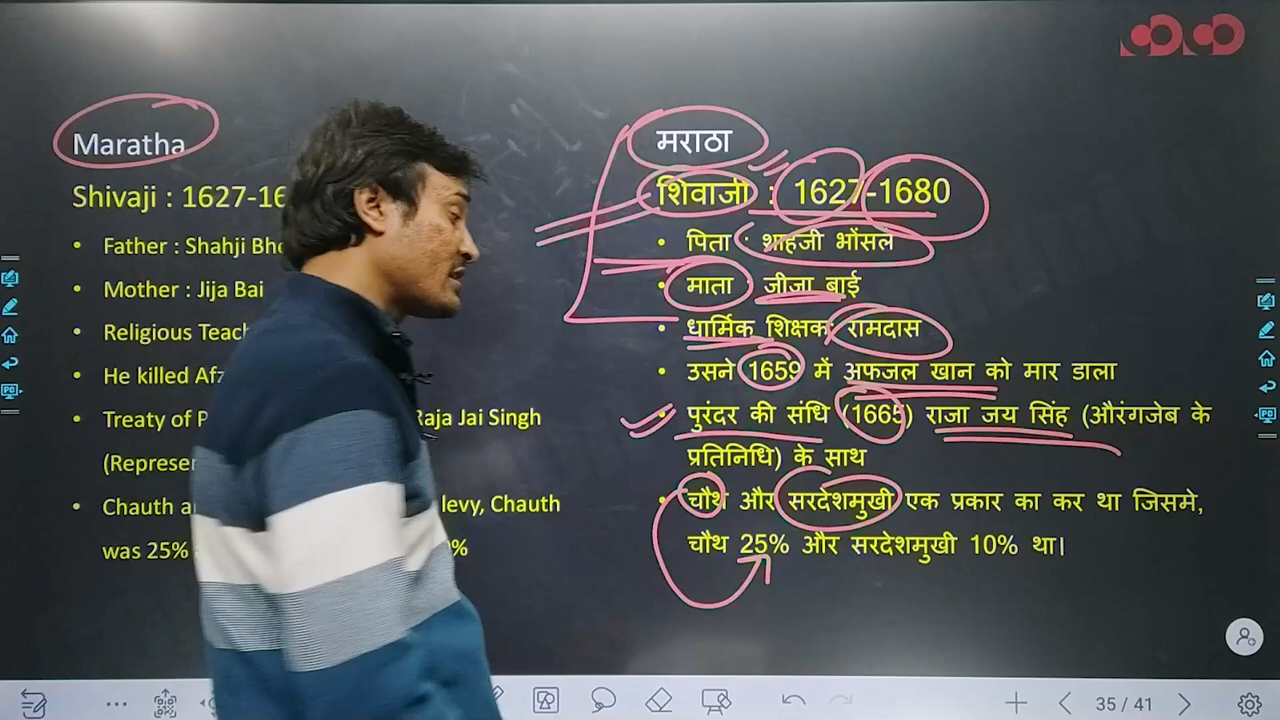 Maratha
Shivaji : 1627-16
• Father : Shahji Bho
• Mother : Jija Bai
• Religious Teach
• He killed Afz
• Treaty of P Raja Jai Singh
(Represen
• Chauth a levy, Chauth
was 25% %
मराठा
शिवाजी : 1627-1680
• पिता : शाहजी भोंसल
• माता : जीजा बाई
• धार्मिक शिक्षक: रामदास
• उसने 1659 में अफजल खान को मार डाला
• पुरंदर की संधि (1665) राजा जय सिंह (औरंगजेब के
प्रतिनिधि) के साथ
• चौथ और सरदेशमुखी एक प्रकार का कर था जिसमे,
चौथ 25% और सरदेशमुखी 10% था।
35 / 41